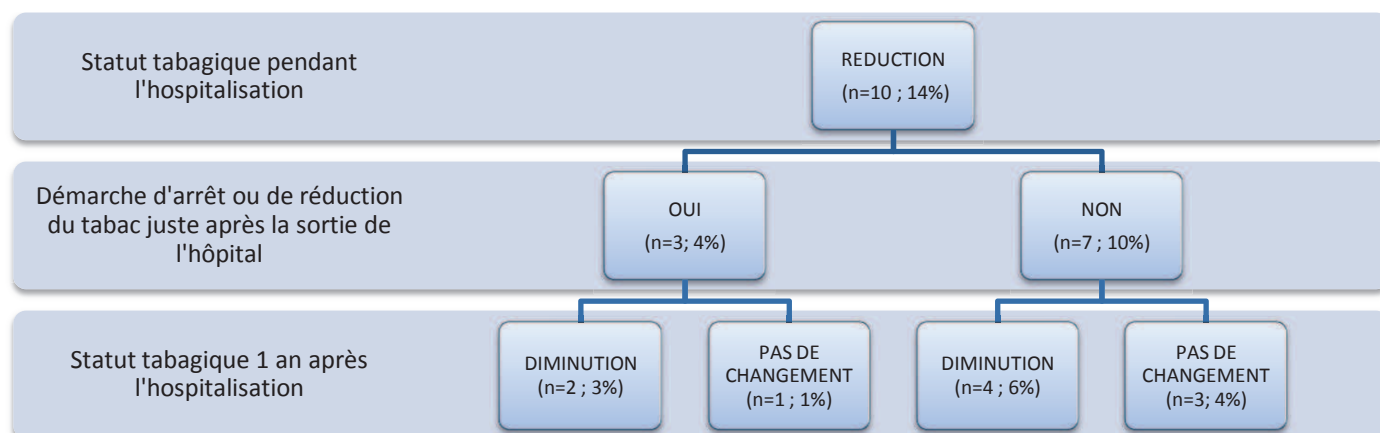 Statut tabagique pendant
l'hospitalisation
REDUCTION
(n=10 ; 14%)
Démarche d'arrêt ou de réduction
du tabac juste après la sortie de
l'hôpital
OUI
(n=3; 4%)
NON
(n=7 ; 10%)
Statut tabagique 1 an après
l'hospitalisation
DIMINUTION
(n=2 ; 3%)
PAS DE
CHANGEMENT
(n=1 ; 1%)
DIMINUTION
(n=4 ; 6%)
PAS DE
CHANGEMENT
(n=3; 4%)